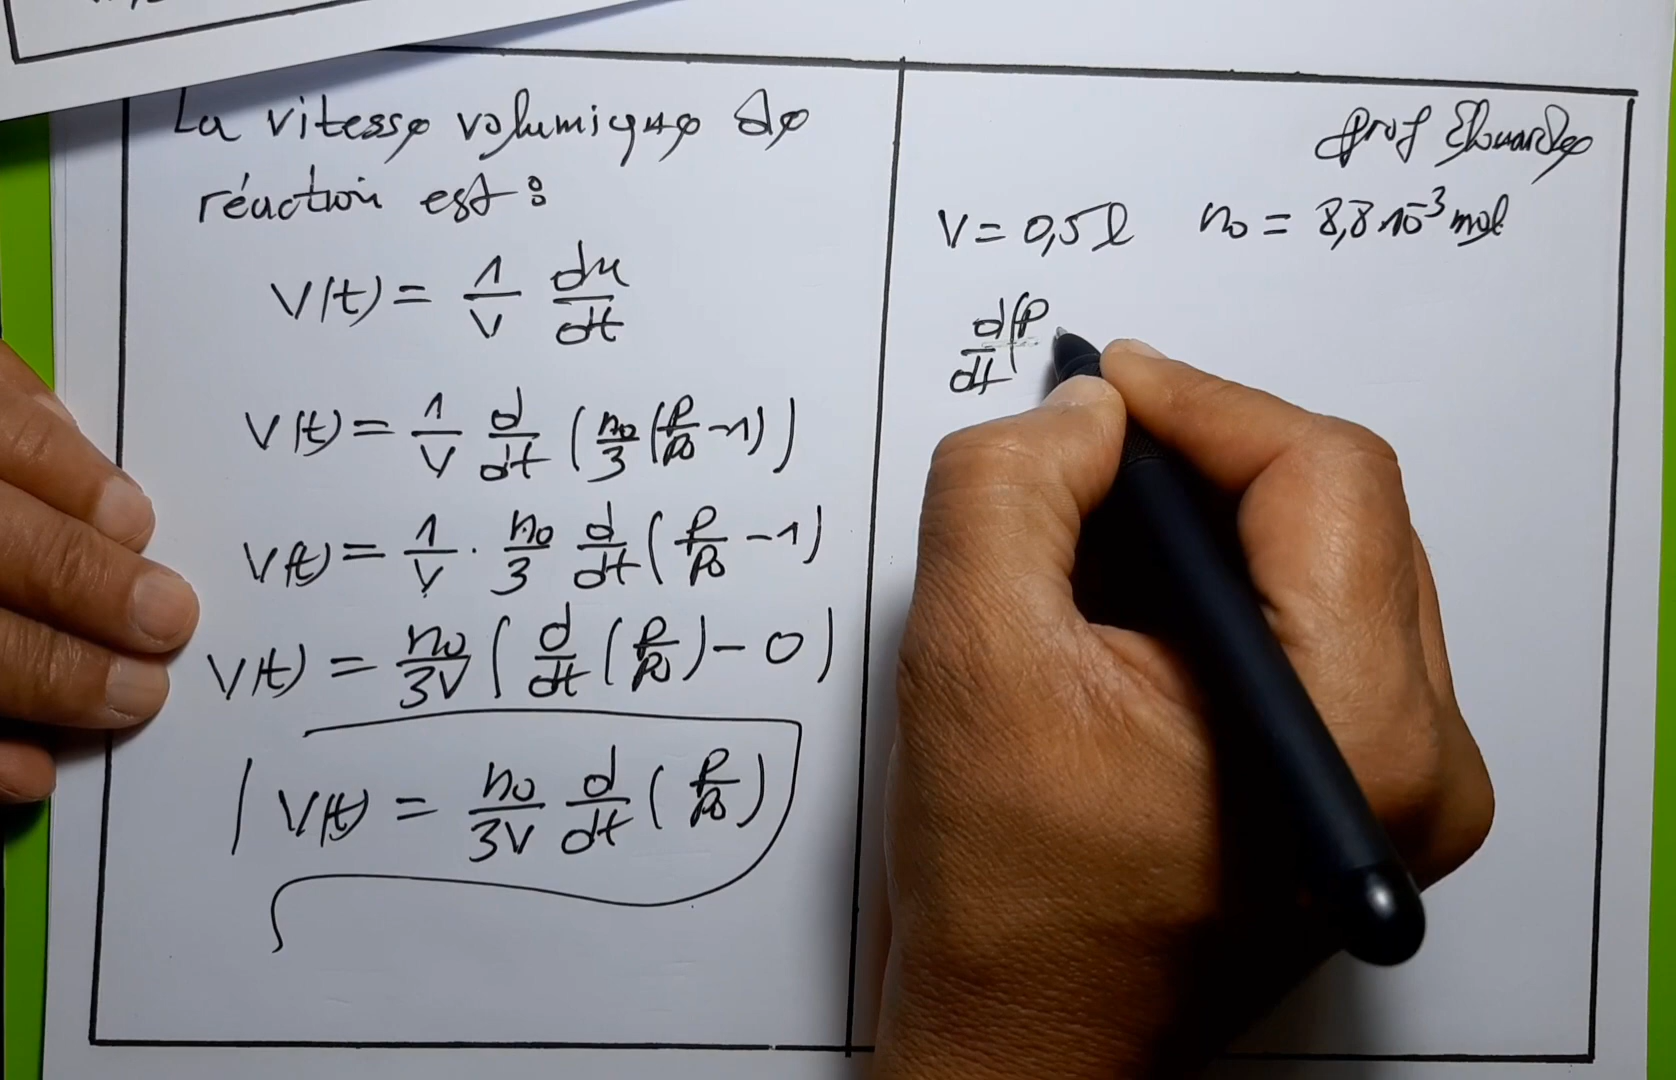 La vitesse volumique de
réaction est :
V(t) = 1/V dx/dt
V(t) = 1/V d/dt (n0/3 (P/P0 - 1))
V(t) = 1/V · n0/3 d/dt (P/P0 - 1)
V(t) = n0/3V ( d/dt (P/P0) - 0 )
V(t) = n0/3V d/dt (P/P0)
Prof
V = 0,5 l n0 = 8,8 10⁻³ mol
d/dt (P